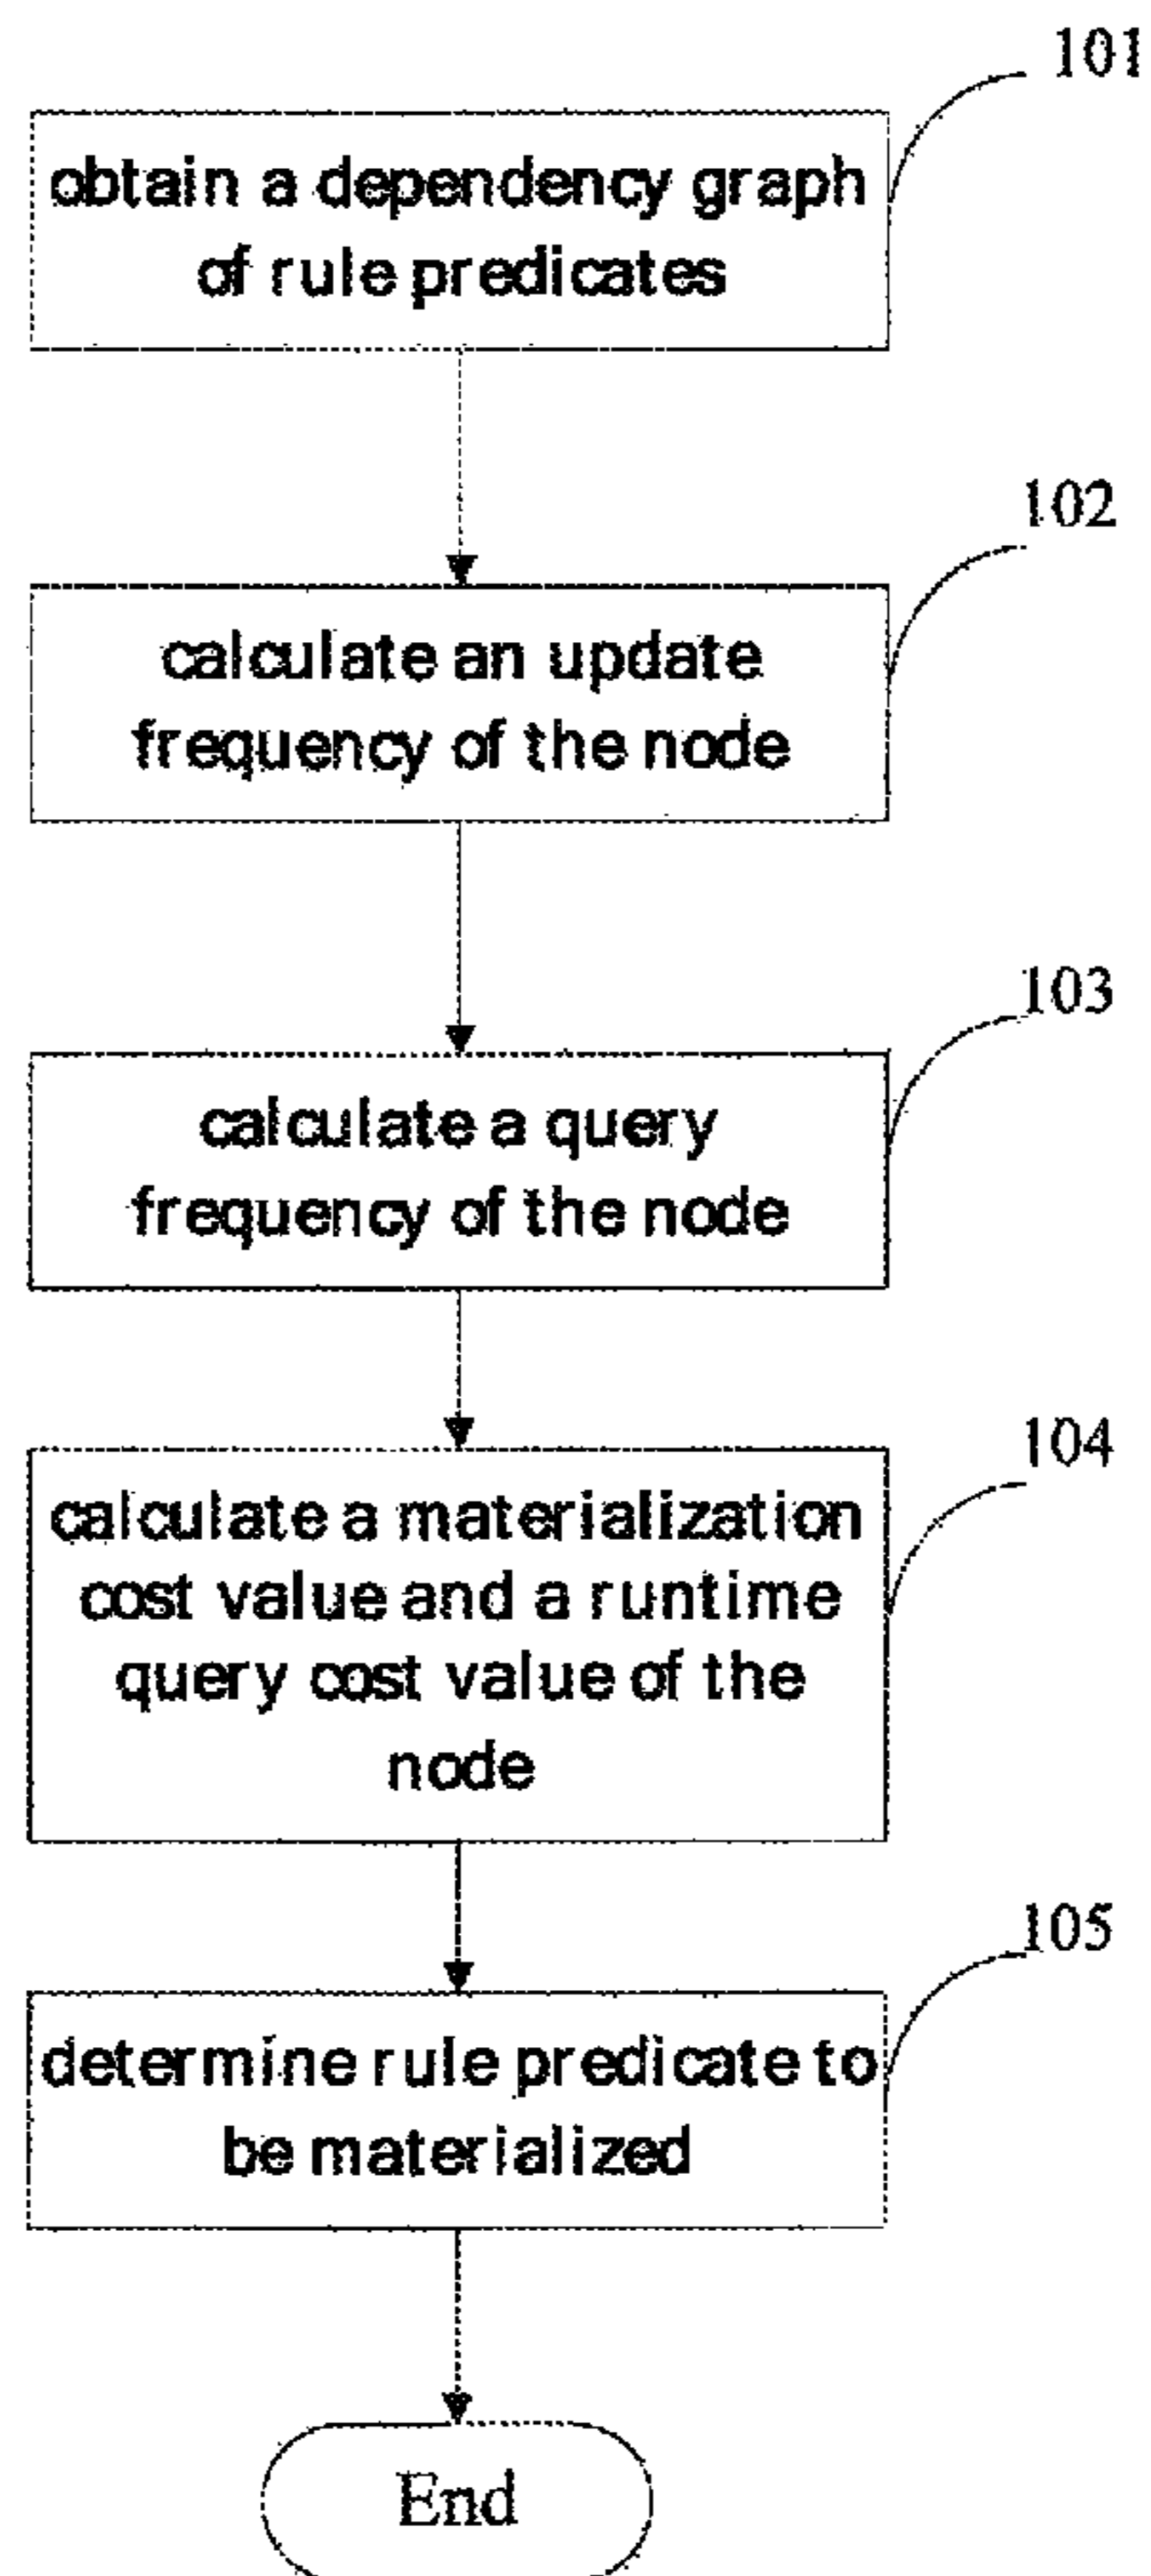 101
obtain a dependency graph
of rule predicates
102
calculate an update
frequency of the node
103
calculate a query
frequency of the node
104
calculate a materialization
cost value and a runtime
query cost value of the
node
105
determine rule predicate to
be materialized
End